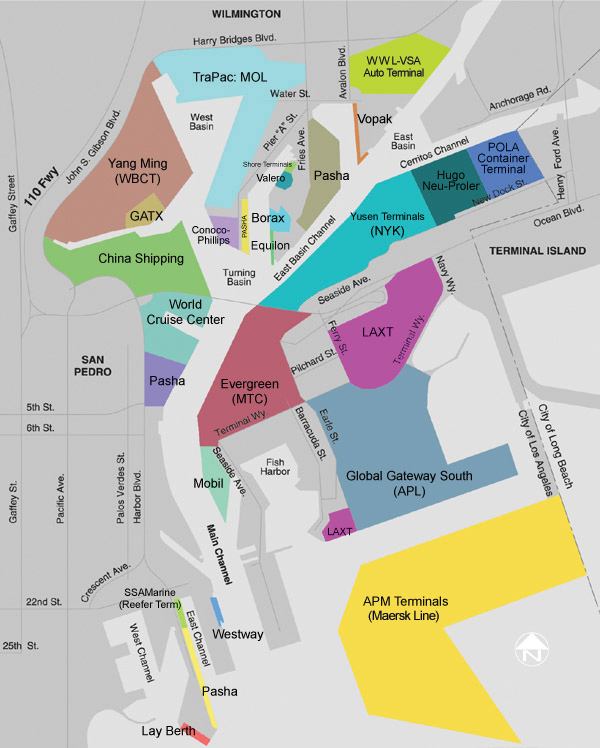 WILMINGTON
Harry Bridges Blvd.
Avalon Blvd.
WWL-VSA
Auto Terminal
TraPac: MOL
Water St.
Anchorage Rd.
Vopak
West
Basin
Pier "A" St.
Fries Ave.
East
Basin
Cerritos Channel
POLA
Container
Terminal
Henry Ford Ave.
John S. Gibson Blvd.
110 Fwy
Gaffey Street
Yang Ming
(WBCT)
Shore Terminals
Valero
Pasha
Hugo
Neu-Proler
New Dock St.
GATX
Conoco-
Phillips
PASHA
Borax
Equilon
East Basin Channel
Yusen Terminals
(NYK)
Ocean Blvd.
China Shipping
Turning
Basin
Seaside Ave.
Navy Wy.
TERMINAL ISLAND
World
Cruise Center
Ferry St.
LAXT
Terminal Wy.
SAN
PEDRO
Pasha
Pilchard St.
Evergreen
(MTC)
5th St.
6th St.
Terminal Wy.
Barracuda St.
Earle St.
City of Long Beach
City of Los Angeles
Gaffey St.
Pacific Ave.
Palos Verdes St.
Harbor Blvd.
Mobil
Seaside Ave.
Fish
Harbor
Global Gateway South
(APL)
LAXT
Main Channel
Crescent Ave.
SSAMarine
(Reefer Term)
22nd St.
APM Terminals
(Maersk Line)
West Channel
East Channel
Westway
25th St.
N
Pasha
Lay Berth